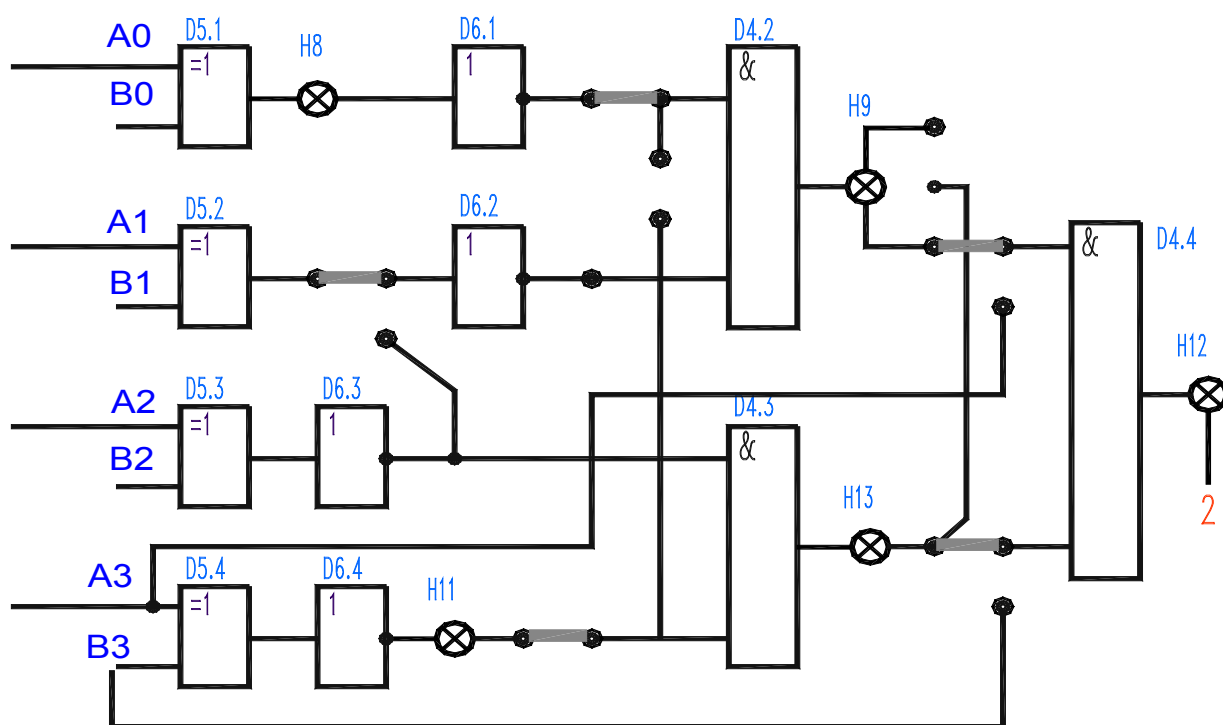 A0
D5.1
=1
B0
H8
D6.1
1
D4.2
&
H9
A1
D5.2
=1
B1
D6.2
1
&
D4.4
H12
2
A2
D5.3
=1
B2
D6.3
1
D4.3
&
H13
A3
D5.4
=1
B3
D6.4
1
H11